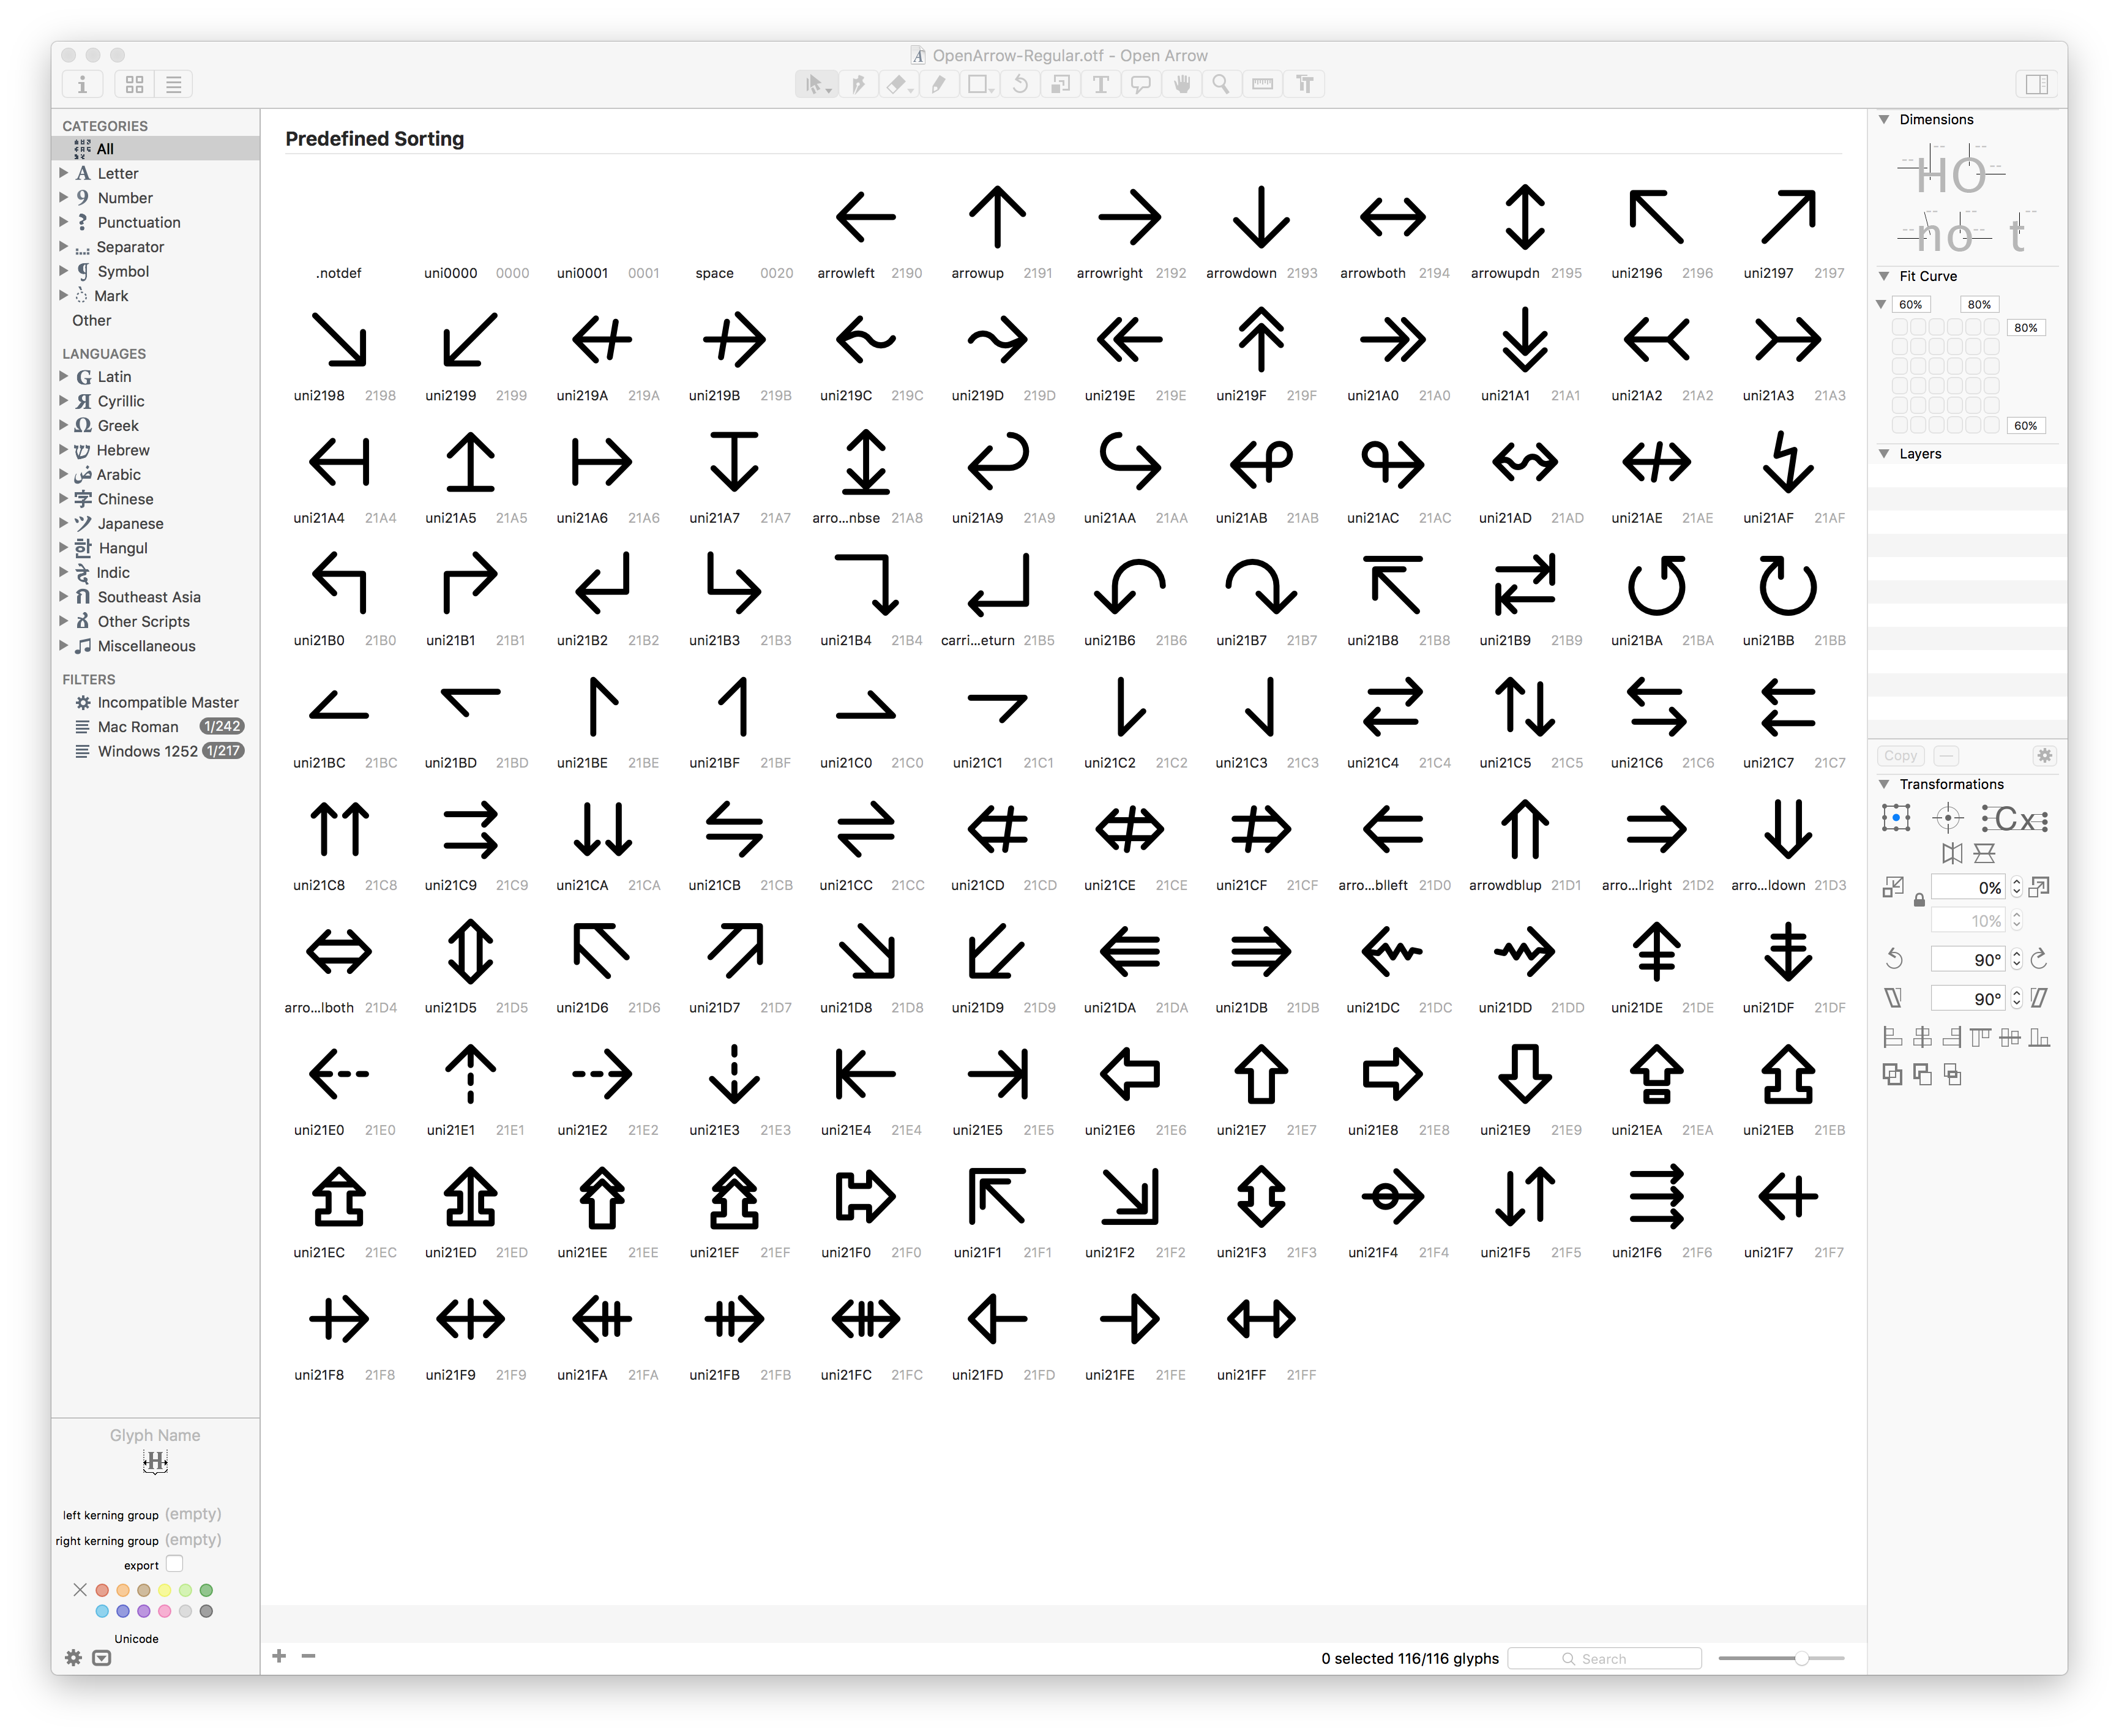 OpenArrow-Regular.otf - Open Arrow
CATEGORIES
All
Letter
Number
Punctuation
Separator
Symbol
Mark
Other
LANGUAGES
Latin
Cyrillic
Greek
Hebrew
Arabic
Chinese
Japanese
Hangul
Indic
Southeast Asia
Other Scripts
Miscellaneous
FILTERS
Incompatible Master
Mac Roman 1/242
Windows 1252 1/217
Glyph Name
left kerning group (empty)
right kerning group (empty)
export
Unicode
Predefined Sorting
.notdef uni0000 0000 uni0001 0001 space 0020 arrowleft 2190 arrowup 2191 arrowright 2192 arrowdown 2193 arrowboth 2194 arrowupdn 2195 uni2196 2196 uni2197 2197
uni2198 2198 uni2199 2199 uni219A 219A uni219B 219B uni219C 219C uni219D 219D uni219E 219E uni219F 219F uni21A0 21A0 uni21A1 21A1 uni21A2 21A2 uni21A3 21A3
uni21A4 21A4 uni21A5 21A5 uni21A6 21A6 uni21A7 21A7 arro...nbse 21A8 uni21A9 21A9 uni21AA 21AA uni21AB 21AB uni21AC 21AC uni21AD 21AD uni21AE 21AE uni21AF 21AF
uni21B0 21B0 uni21B1 21B1 uni21B2 21B2 uni21B3 21B3 uni21B4 21B4 carri...eturn 21B5 uni21B6 21B6 uni21B7 21B7 uni21B8 21B8 uni21B9 21B9 uni21BA 21BA uni21BB 21BB
uni21BC 21BC uni21BD 21BD uni21BE 21BE uni21BF 21BF uni21C0 21C0 uni21C1 21C1 uni21C2 21C2 uni21C3 21C3 uni21C4 21C4 uni21C5 21C5 uni21C6 21C6 uni21C7 21C7
uni21C8 21C8 uni21C9 21C9 uni21CA 21CA uni21CB 21CB uni21CC 21CC uni21CD 21CD uni21CE 21CE uni21CF 21CF arro...blleft 21D0 arrowdblup 21D1 arro...lright 21D2 arro...ldown 21D3
arro...lboth 21D4 uni21D5 21D5 uni21D6 21D6 uni21D7 21D7 uni21D8 21D8 uni21D9 21D9 uni21DA 21DA uni21DB 21DB uni21DC 21DC uni21DD 21DD uni21DE 21DE uni21DF 21DF
uni21E0 21E0 uni21E1 21E1 uni21E2 21E2 uni21E3 21E3 uni21E4 21E4 uni21E5 21E5 uni21E6 21E6 uni21E7 21E7 uni21E8 21E8 uni21E9 21E9 uni21EA 21EA uni21EB 21EB
uni21EC 21EC uni21ED 21ED uni21EE 21EE uni21EF 21EF uni21F0 21F0 uni21F1 21F1 uni21F2 21F2 uni21F3 21F3 uni21F4 21F4 uni21F5 21F5 uni21F6 21F6 uni21F7 21F7
uni21F8 21F8 uni21F9 21F9 uni21FA 21FA uni21FB 21FB uni21FC 21FC uni21FD 21FD uni21FE 21FE uni21FF 21FF
0 selected 116/116 glyphs
Search
Dimensions
HO
no t
Fit Curve
60% 80%
80%
60%
Layers
Copy
Transformations
Cx
0%
10%
90°
90°